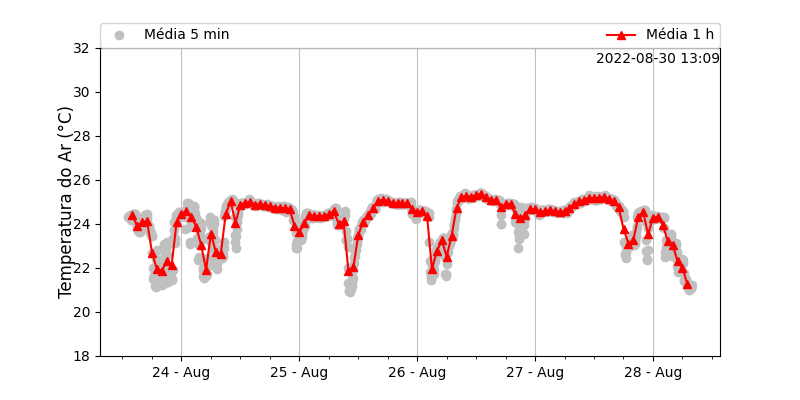 Média 5 min
Média 1 h
2022-08-30 13:09
Temperatura do Ar (°C)
32
30
28
26
24
22
20
18
24 - Aug
25 - Aug
26 - Aug
27 - Aug
28 - Aug